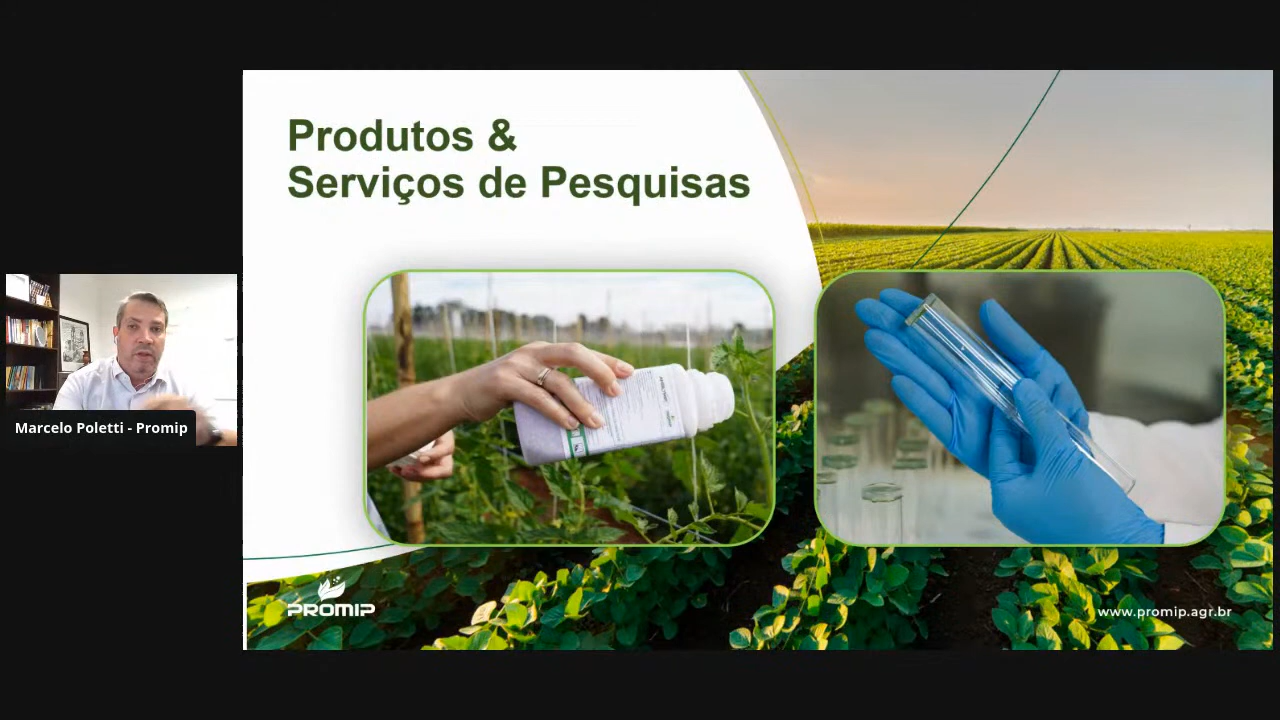 Produtos &
Serviços de Pesquisas
Marcelo Poletti - Promip
PROMIP
www.promip.agr.br